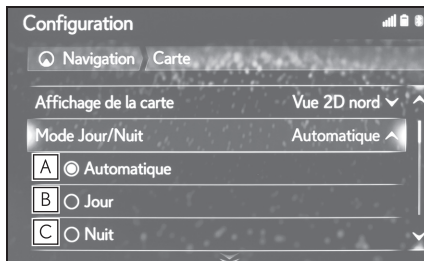 Configuration
Navigation Carte
Affichage de la carte Vue 2D nord
Mode Jour/Nuit Automatique
A Automatique
B Jour
C Nuit